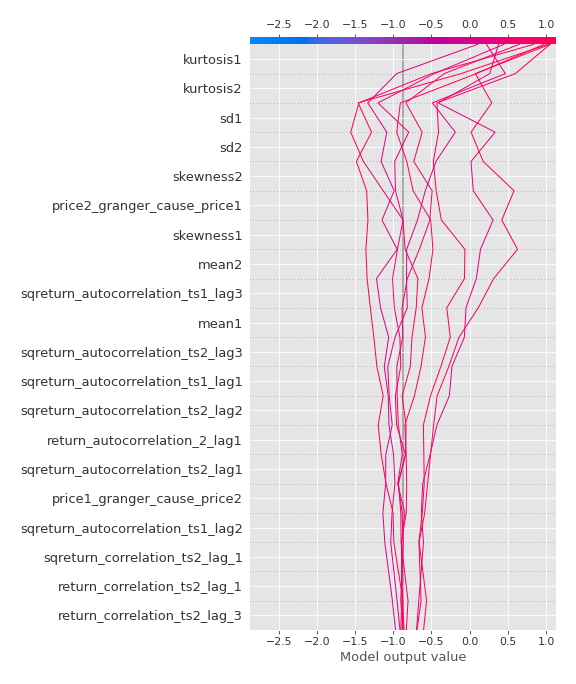 −2.5 −2.0 −1.5 −1.0 −0.5 0.0 0.5 1.0
kurtosis1
kurtosis2
sd1
sd2
skewness2
price2_granger_cause_price1
skewness1
mean2
sqreturn_autocorrelation_ts1_lag3
mean1
sqreturn_autocorrelation_ts2_lag3
sqreturn_autocorrelation_ts1_lag1
sqreturn_autocorrelation_ts2_lag2
return_autocorrelation_2_lag1
sqreturn_autocorrelation_ts2_lag1
price1_granger_cause_price2
sqreturn_autocorrelation_ts1_lag2
sqreturn_correlation_ts2_lag_1
return_correlation_ts2_lag_1
return_correlation_ts2_lag_3
−2.5 −2.0 −1.5 −1.0 −0.5 0.0 0.5 1.0
Model output value